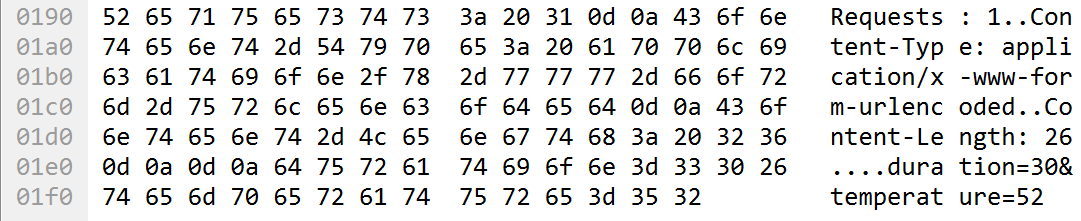 0190 52 65 71 75 65 73 74 73 3a 20 31 0d 0a 43 6f 6e Requests : 1..Con
01a0 74 65 6e 74 2d 54 79 70 65 3a 20 61 70 70 6c 69 tent-Typ e: appli
01b0 63 61 74 69 6f 6e 2f 78 2d 77 77 77 2d 66 6f 72 cation/x -www-for
01c0 6d 2d 75 72 6c 65 6e 63 6f 64 65 64 0d 0a 43 6f m-urlenc oded..Co
01d0 6e 74 65 6e 74 2d 4c 65 6e 67 74 68 3a 20 32 36 ntent-Le ngth: 26
01e0 0d 0a 0d 0a 64 75 72 61 74 69 6f 6e 3d 33 30 26 ....dura tion=30&
01f0 74 65 6d 70 65 72 61 74 75 72 65 3d 35 32 temperat ure=52